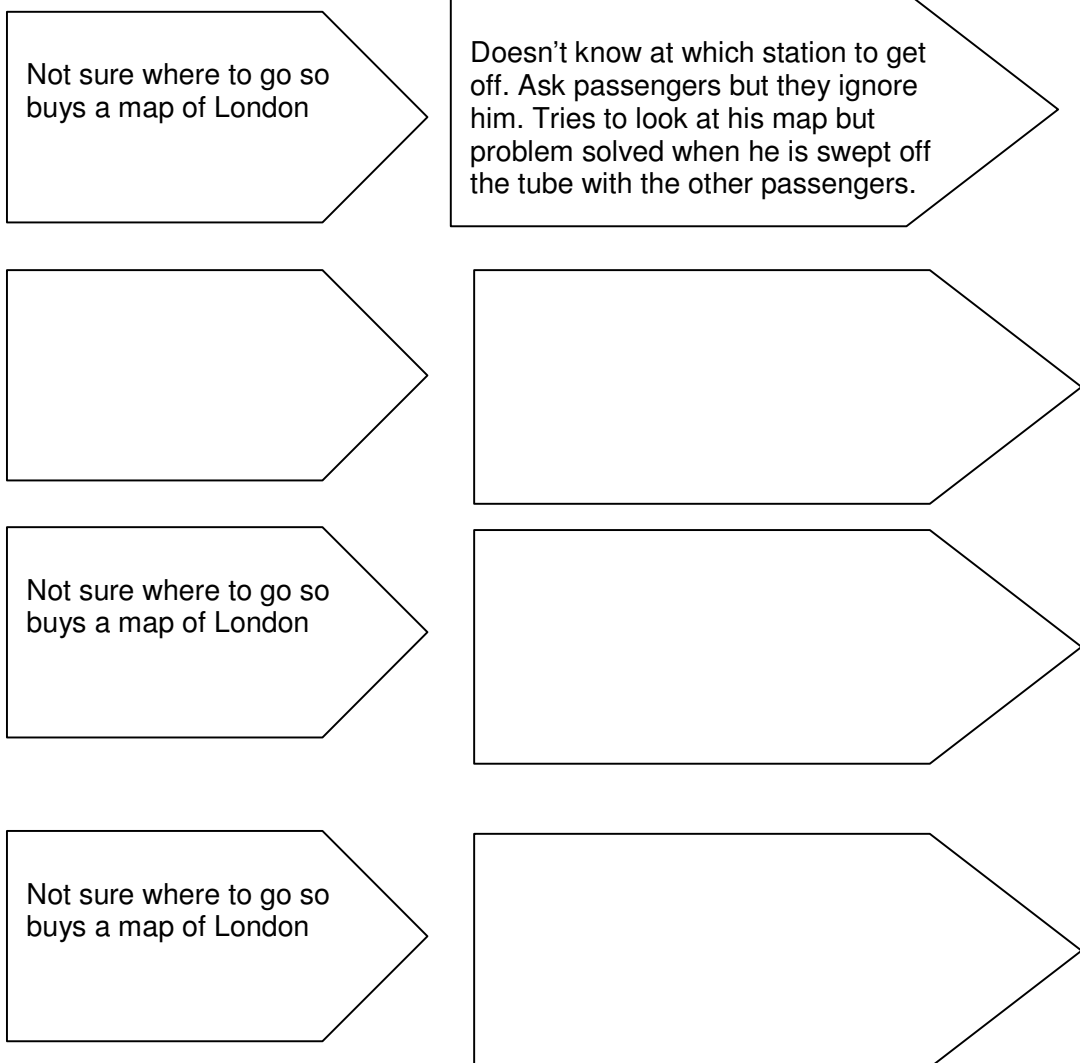 Not sure where to go so
buys a map of London
Doesn't know at which station to get
off. Ask passengers but they ignore
him. Tries to look at his map but
problem solved when he is swept off
the tube with the other passengers.
Not sure where to go so
buys a map of London
Not sure where to go so
buys a map of London